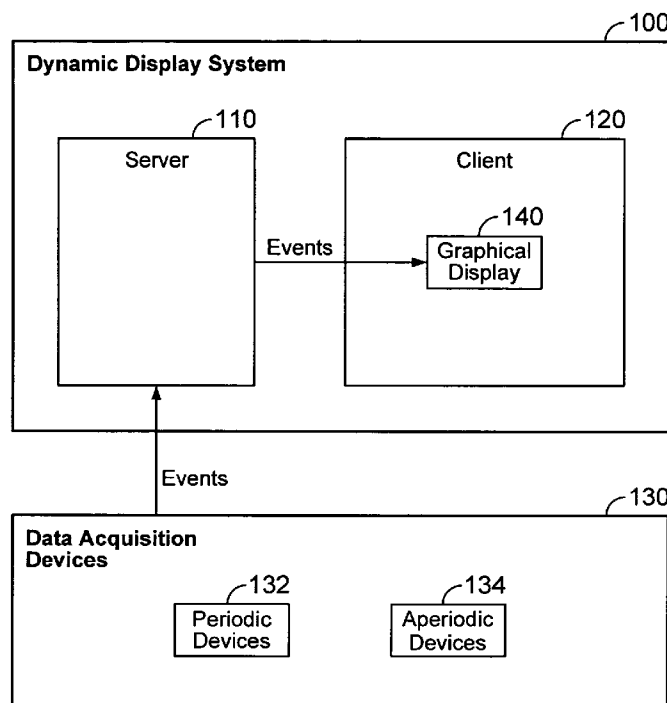 100
Dynamic Display System
110
120
Server
Client
140
Events
Graphical
Display
Events
130
Data Acquisition
Devices
132
134
Periodic
Devices
Aperiodic
Devices